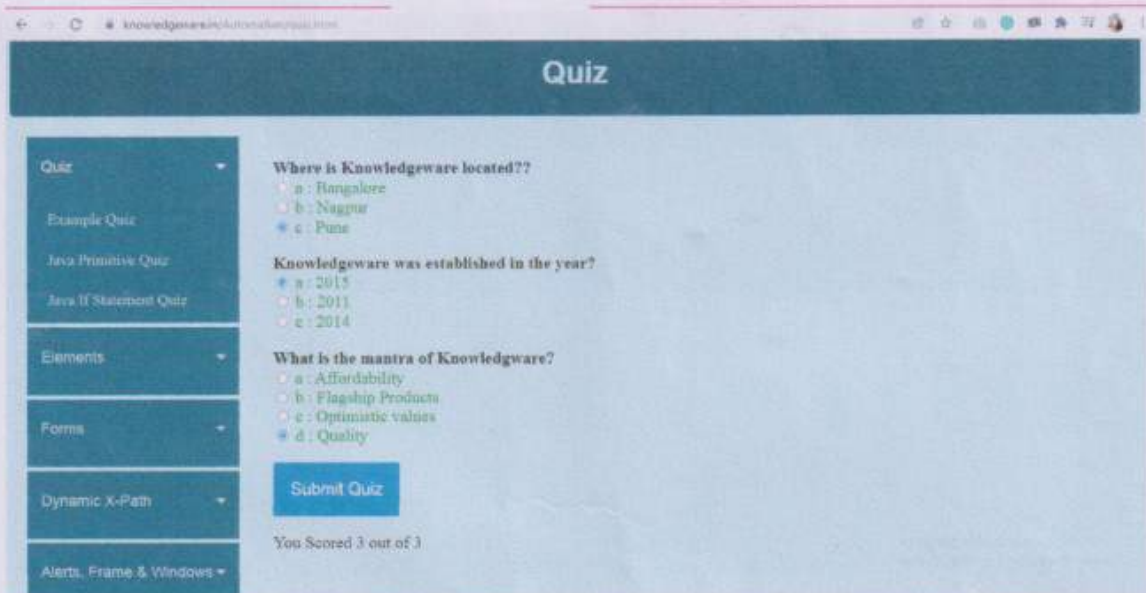 Quiz
Quiz
Example Quiz
Java Primitive Quiz
Java If Statement Quiz
Elements
Forms
Dynamic X-Path
Alerts, Frame & Windows
Where is Knowledgeware located??
a : Bangalore
b : Nagpur
c : Pune
Knowledgeware was established in the year?
a : 2015
b : 2011
c : 2014
What is the mantra of Knowledgware?
a : Affordability
b : Flagship Products
c : Optimistic values
d : Quality
Submit Quiz
You Scored 3 out of 3